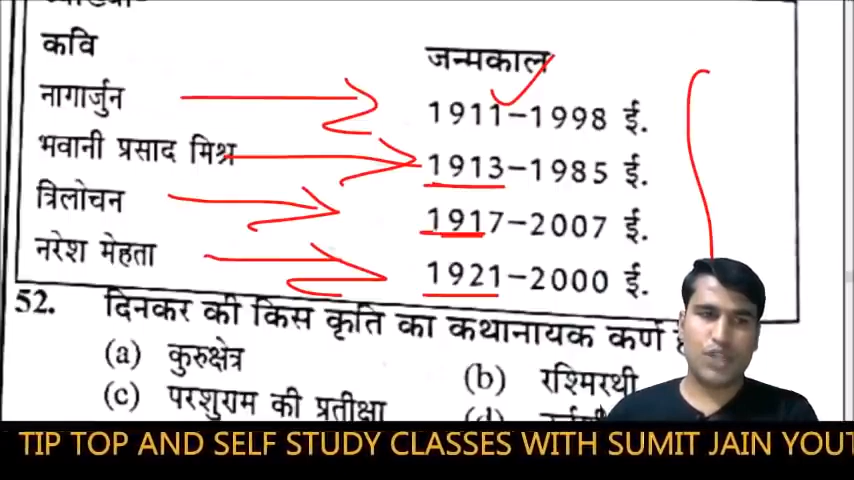 कवि जन्मकाल
नागार्जुन 1911–1998 ई.
भवानी प्रसाद मिश्र 1913–1985 ई.
त्रिलोचन 1917–2007 ई.
नरेश मेहता 1921–2000 ई.
52. दिनकर की किस कृति का कथानायक कर्ण
(a) कुरुक्षेत्र (b) रश्मिरथी
(c) परशुराम की प्रतीक्षा (d)
TIP TOP AND SELF STUDY CLASSES WITH SUMIT JAIN YOUT